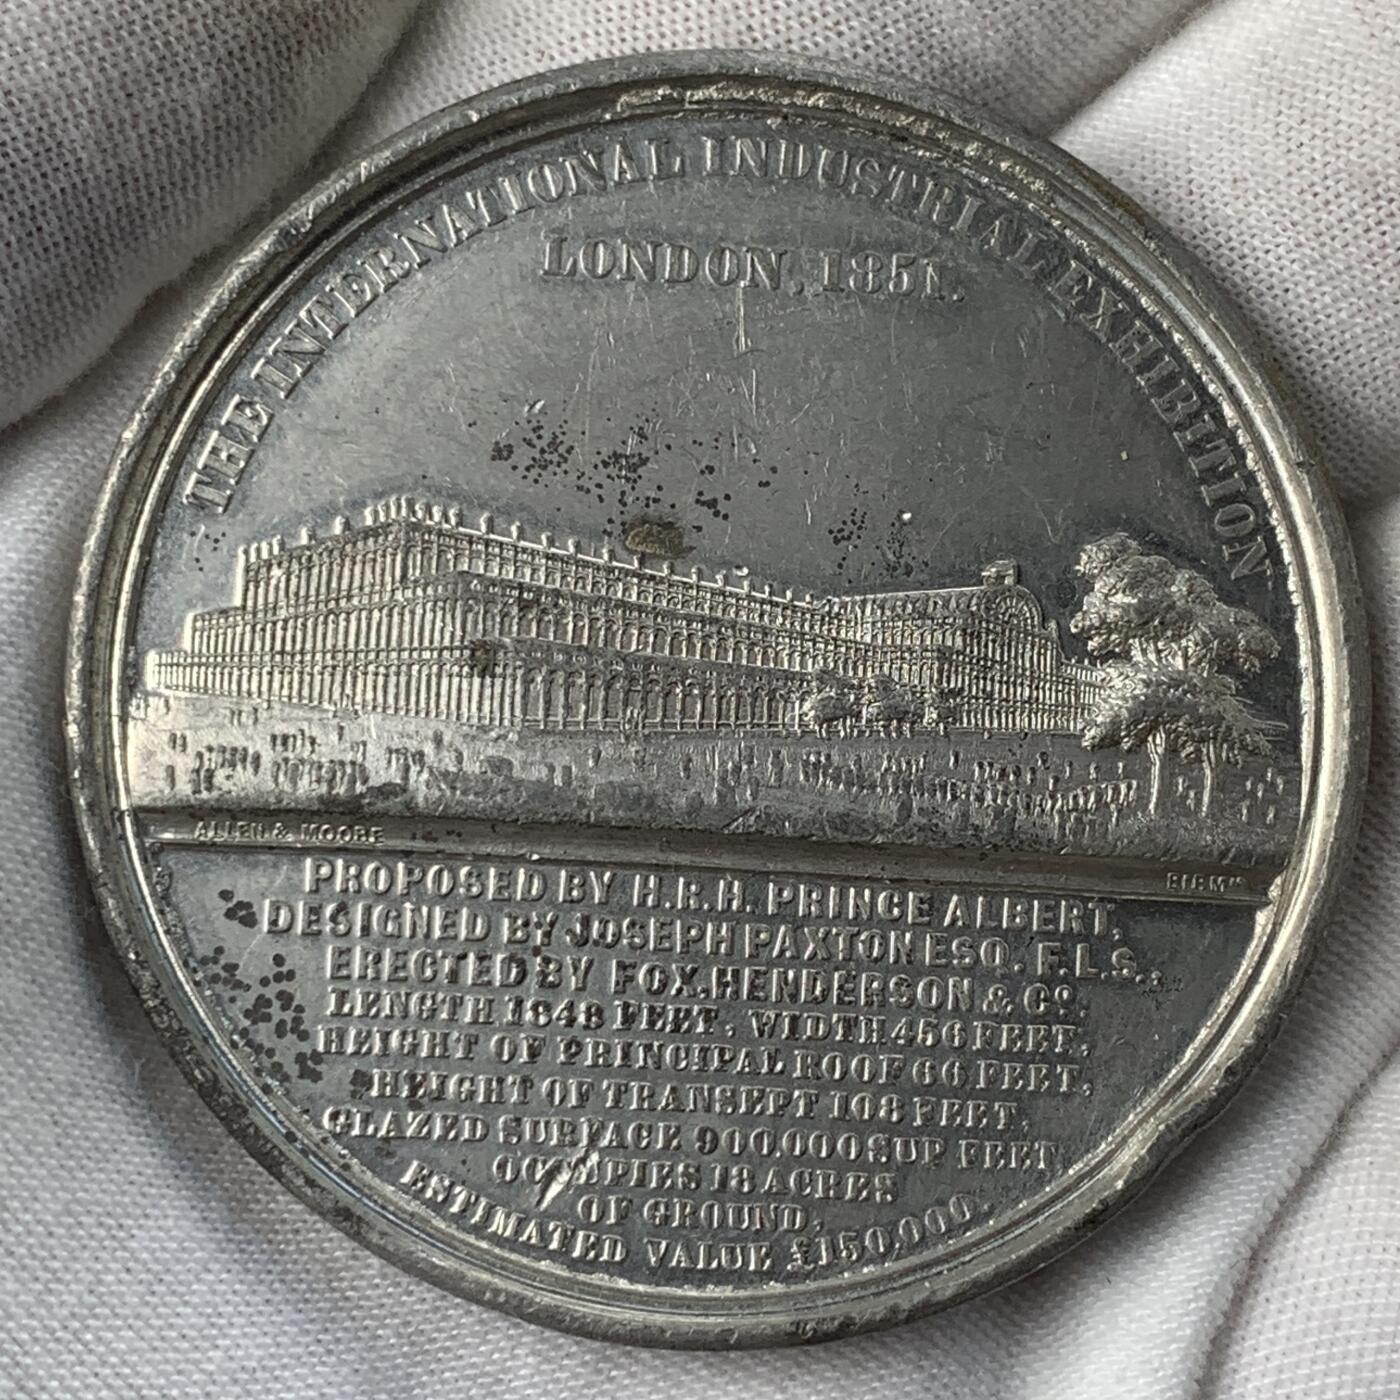 THE INTERNATIONAL INDUSTRIAL EXHIBITION
LONDON, 1851.
ALLEN & MOORE
BIRMM
PROPOSED BY H.R.H. PRINCE ALBERT,
DESIGNED BY JOSEPH PAXTON ESQ. F.L.S.,
ERECTED BY FOX, HENDERSON & CO.
LENGTH 1848 FEET, WIDTH 456 FEET,
HEIGHT OF PRINCIPAL ROOF 66 FEET,
HEIGHT OF TRANSEPT 108 FEET,
GLAZED SURFACE 900,000 SUP FEET
OCCUPIES 18 ACRES
OF GROUND,
ESTIMATED VALUE £150,000.